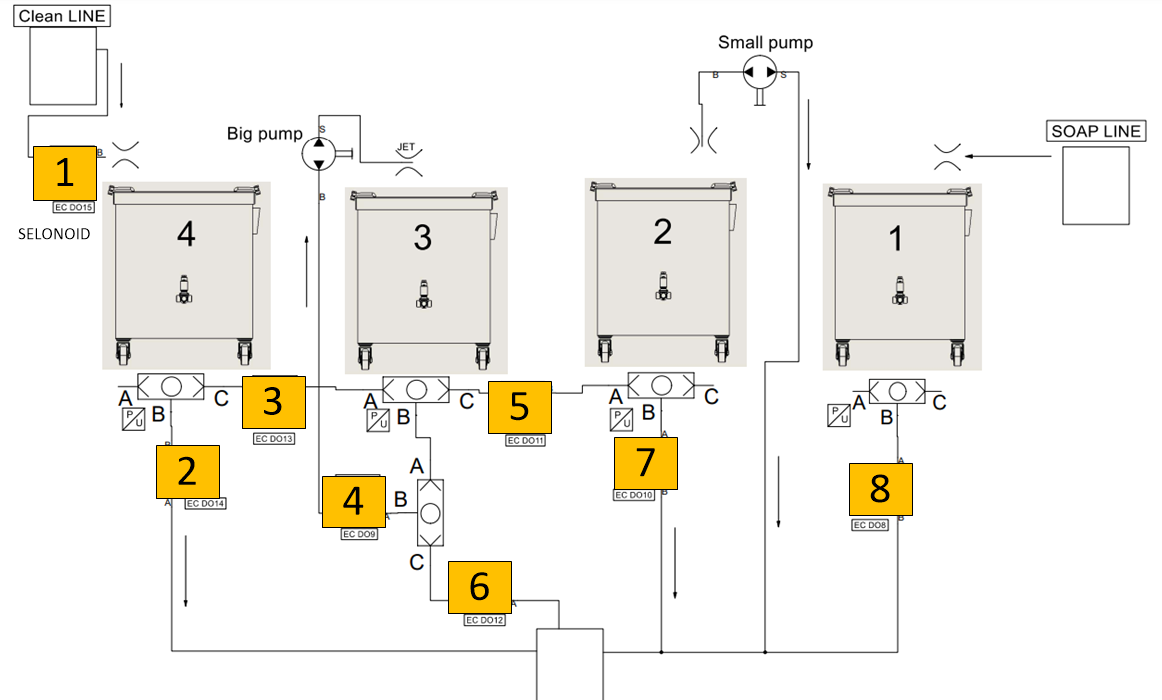 Clean LINE
Small pump
B
S
Big pump
S
JET
SOAP LINE
B
1
EC DO15
SELONOID
B
4
3
2
1
A
B
C
P
U
3
EC DO13
A
B
C
P
U
5
EC DO11
A
B
C
P
U
A
B
C
P
U
B
2
A
EC DO14
A
B
C
4
A
EC DO9
A
7
B
EC DO10
A
8
B
EC DO8
6
A
EC DO12